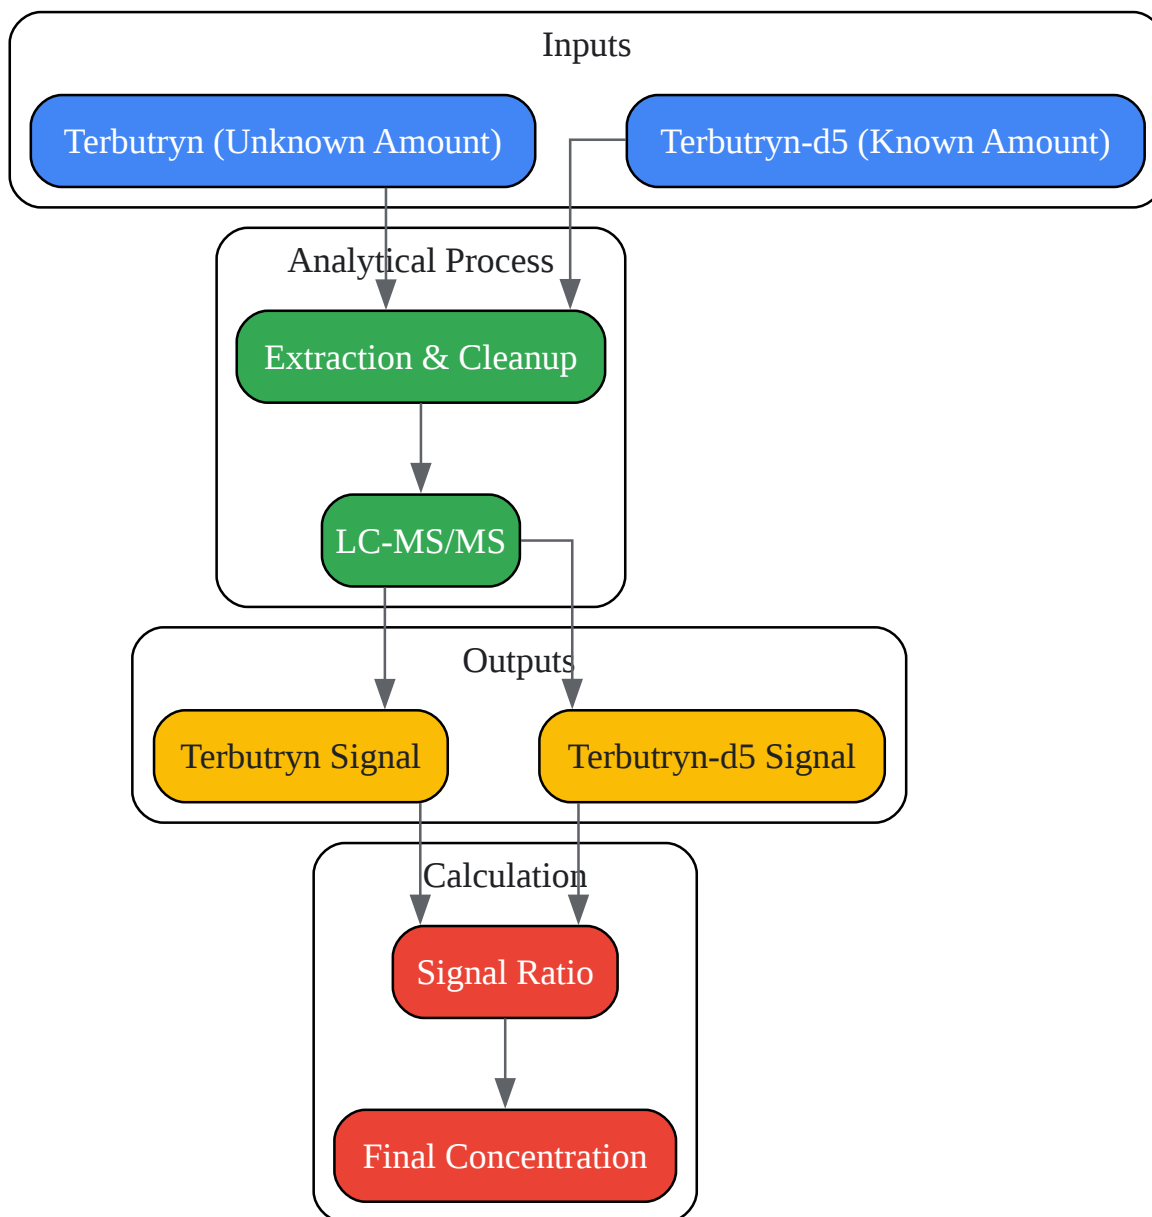 Inputs
Terbutryn (Unknown Amount)
Terbutryn-d5 (Known Amount)
Analytical Process
Extraction & Cleanup
LC-MS/MS
Outputs
Terbutryn Signal
Terbutryn-d5 Signal
Calculation
Signal Ratio
Final Concentration